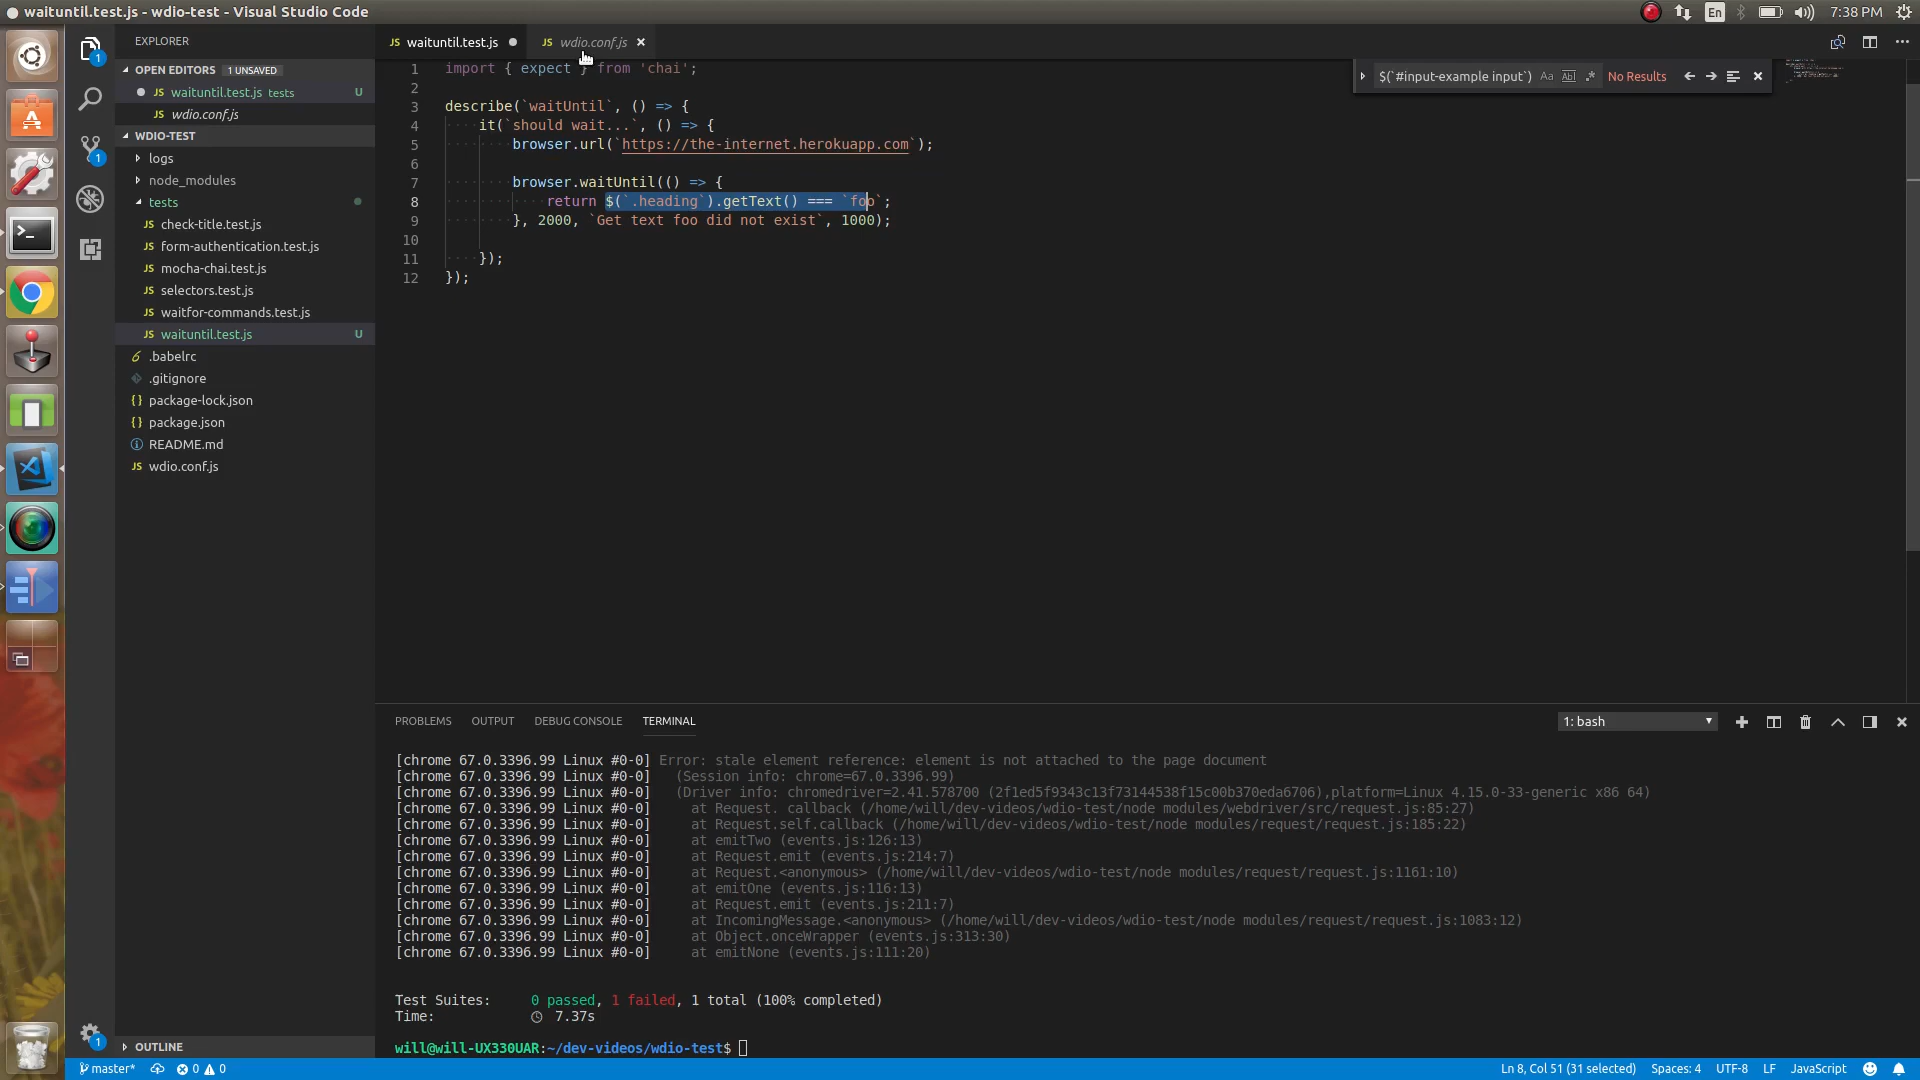 waituntil.test.js - wdio-test - Visual Studio Code
En
7:38 PM
EXPLORER
OPEN EDITORS 1 UNSAVED
JS waituntil.test.js tests U
JS wdio.conf.js
WDIO-TEST
logs
node_modules
tests
JS check-title.test.js
JS form-authentication.test.js
JS mocha-chai.test.js
JS selectors.test.js
JS waitfor-commands.test.js
JS waituntil.test.js U
.babelrc
.gitignore
{} package-lock.json
{} package.json
README.md
JS wdio.conf.js
OUTLINE
1
1
1
JS waituntil.test.js
JS wdio.conf.js
$(`#input-example input`) Aa Abl .* No Results
1 import { expect } from 'chai';
2
3 describe(`waitUntil`, () => {
4 it(`should wait...`, () => {
5 browser.url(`https://the-internet.herokuapp.com`);
6
7 browser.waitUntil(() => {
8 return $(`.heading`).getText() === `foo`;
9 }, 2000, `Get text foo did not exist`, 1000);
10
11 });
12 });
PROBLEMS OUTPUT DEBUG CONSOLE TERMINAL
1: bash
[chrome 67.0.3396.99 Linux #0-0] Error: stale element reference: element is not attached to the page document
[chrome 67.0.3396.99 Linux #0-0] (Session info: chrome=67.0.3396.99)
[chrome 67.0.3396.99 Linux #0-0] (Driver info: chromedriver=2.41.578700 (2f1ed5f9343c13f73144538f15c00b370eda6706),platform=Linux 4.15.0-33-generic x86 64)
[chrome 67.0.3396.99 Linux #0-0] at Request. callback (/home/will/dev-videos/wdio-test/node modules/webdriver/src/request.js:85:27)
[chrome 67.0.3396.99 Linux #0-0] at Request.self.callback (/home/will/dev-videos/wdio-test/node modules/request/request.js:185:22)
[chrome 67.0.3396.99 Linux #0-0] at emitTwo (events.js:126:13)
[chrome 67.0.3396.99 Linux #0-0] at Request.emit (events.js:214:7)
[chrome 67.0.3396.99 Linux #0-0] at Request.<anonymous> (/home/will/dev-videos/wdio-test/node modules/request/request.js:1161:10)
[chrome 67.0.3396.99 Linux #0-0] at emitOne (events.js:116:13)
[chrome 67.0.3396.99 Linux #0-0] at Request.emit (events.js:211:7)
[chrome 67.0.3396.99 Linux #0-0] at IncomingMessage.<anonymous> (/home/will/dev-videos/wdio-test/node modules/request/request.js:1083:12)
[chrome 67.0.3396.99 Linux #0-0] at Object.onceWrapper (events.js:313:30)
[chrome 67.0.3396.99 Linux #0-0] at emitNone (events.js:111:20)
Test Suites: 0 passed, 1 failed, 1 total (100% completed)
Time: 7.37s
will@will-UX330UAR:~/dev-videos/wdio-test$
master* 0 0
Ln 8, Col 51 (31 selected) Spaces: 4 UTF-8 LF JavaScript